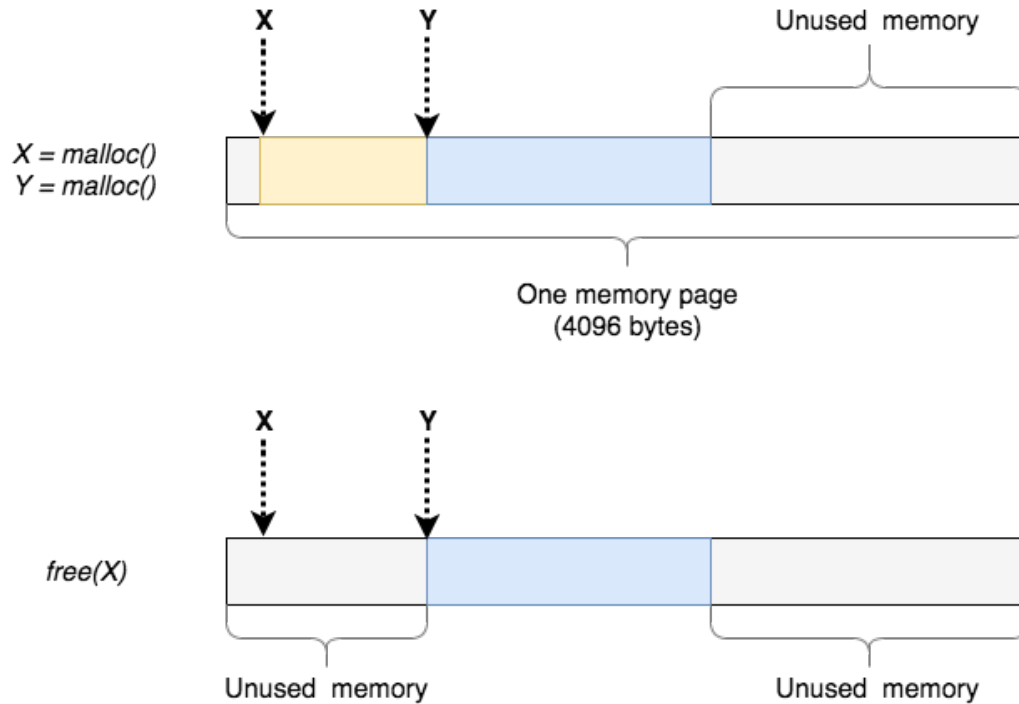 X
Y
Unused memory
X = malloc()
Y = malloc()
One memory page
(4096 bytes)
X
Y
free(X)
Unused memory
Unused memory